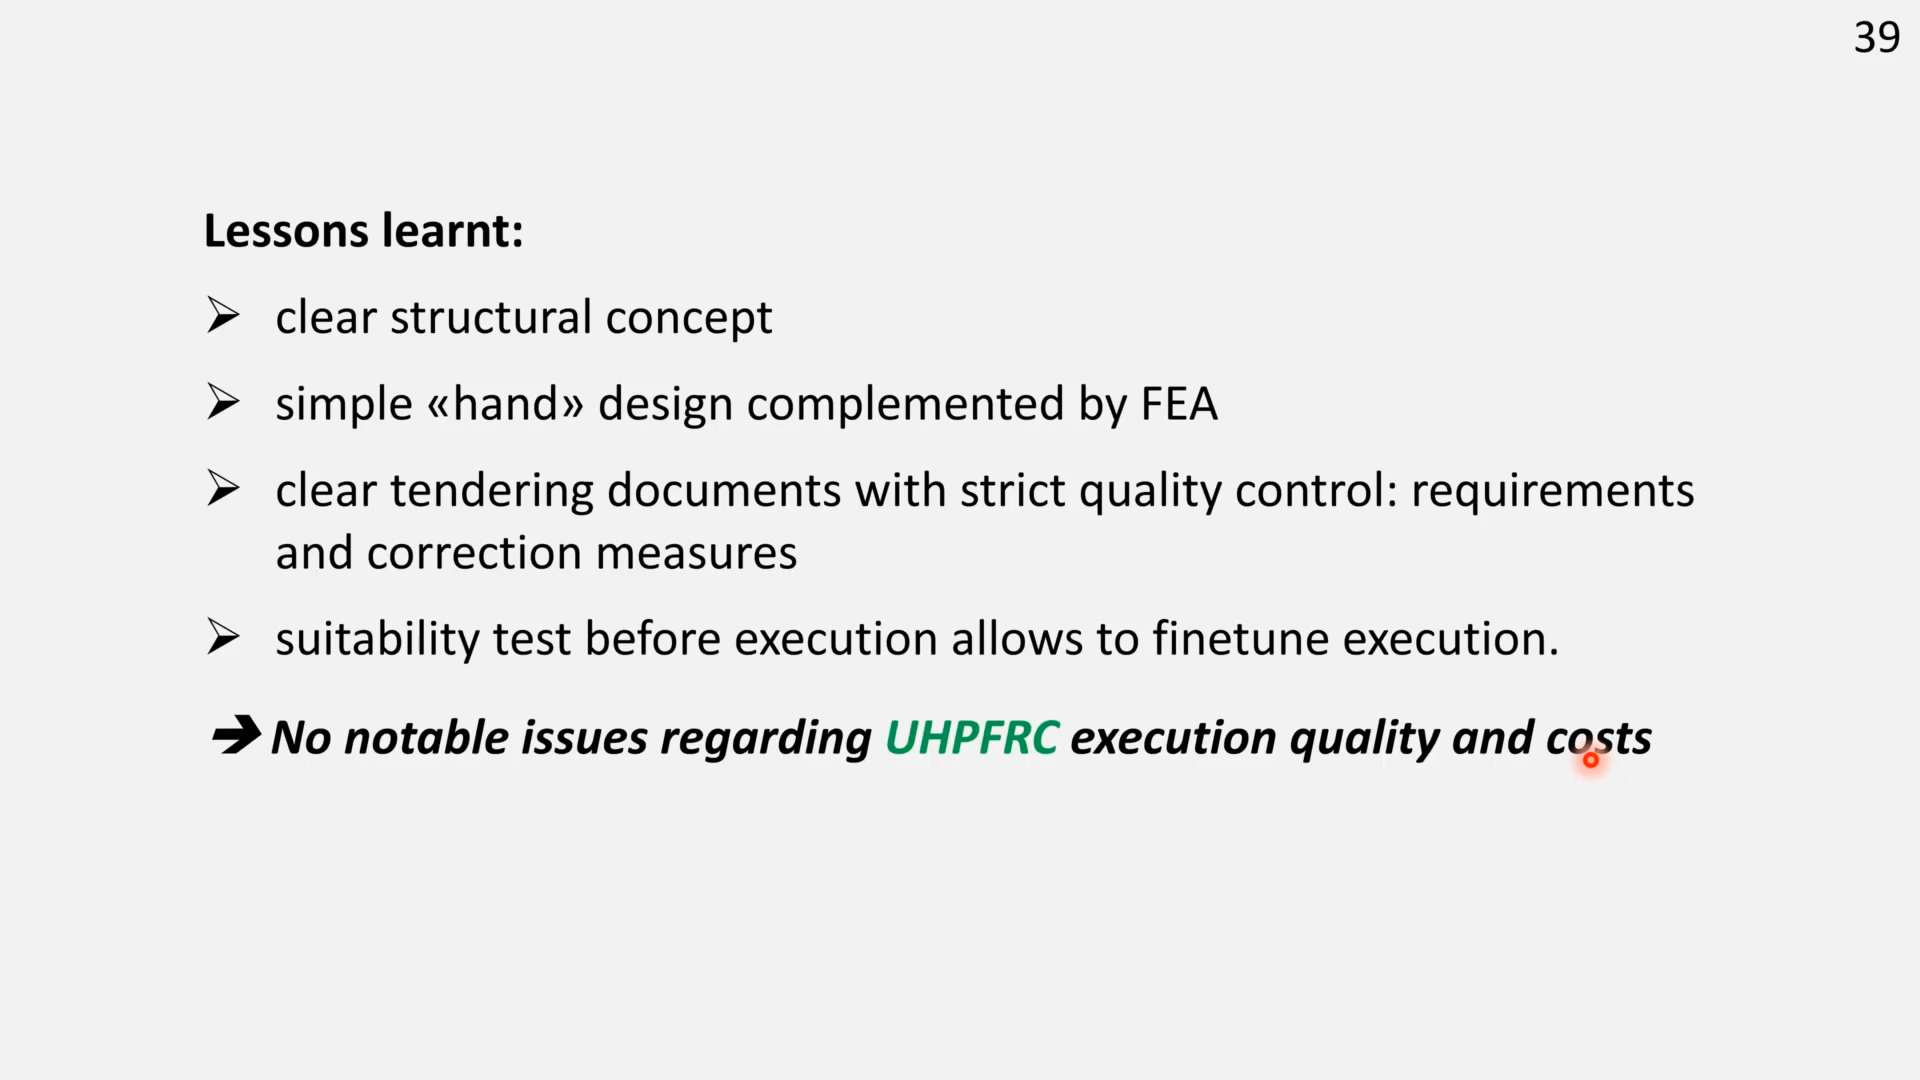 39
Lessons learnt:
➢ clear structural concept
➢ simple «hand» design complemented by FEA
➢ clear tendering documents with strict quality control: requirements
and correction measures
➢ suitability test before execution allows to finetune execution.
➔ No notable issues regarding UHPFRC execution quality and costs